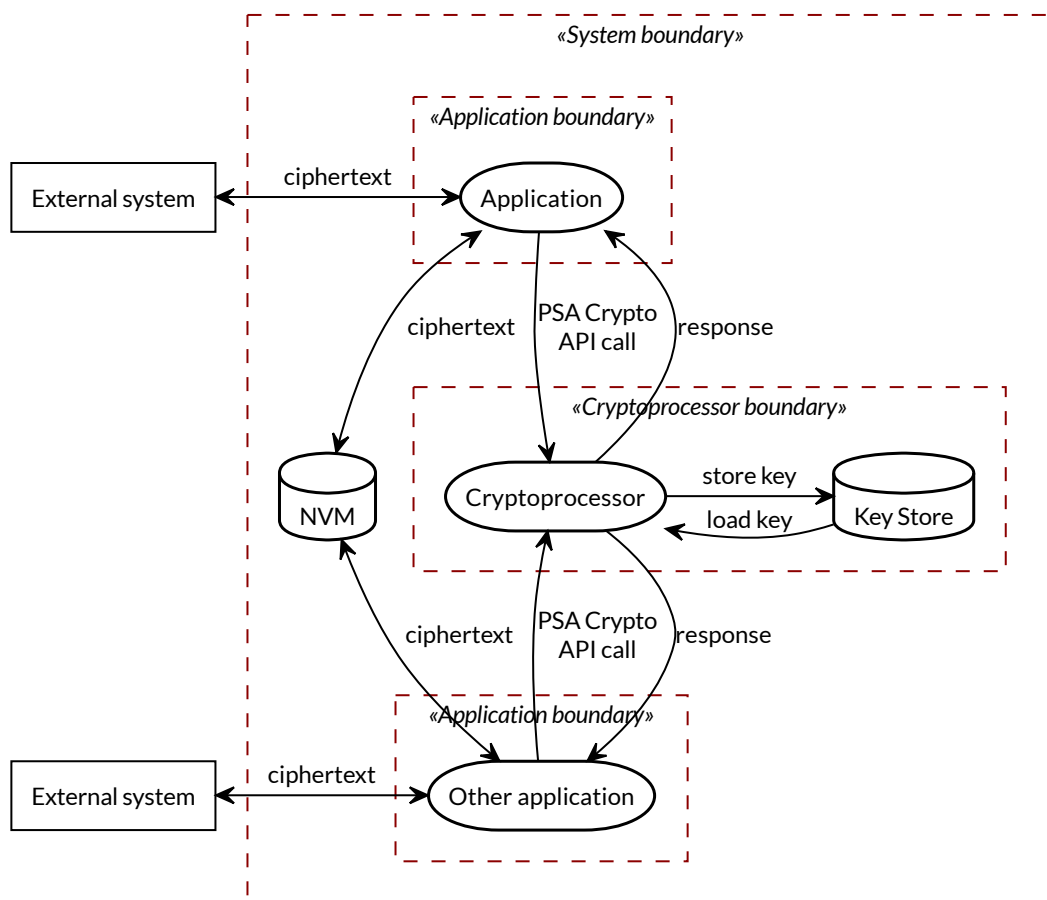 «System boundary»
«Application boundary»
ciphertext
External system
Application
ciphertext
PSA Crypto
API call
response
«Cryptoprocessor boundary»
store key
Cryptoprocessor
NVM
Key Store
load key
ciphertext
PSA Crypto
API call
response
«Application boundary»
ciphertext
External system
Other application